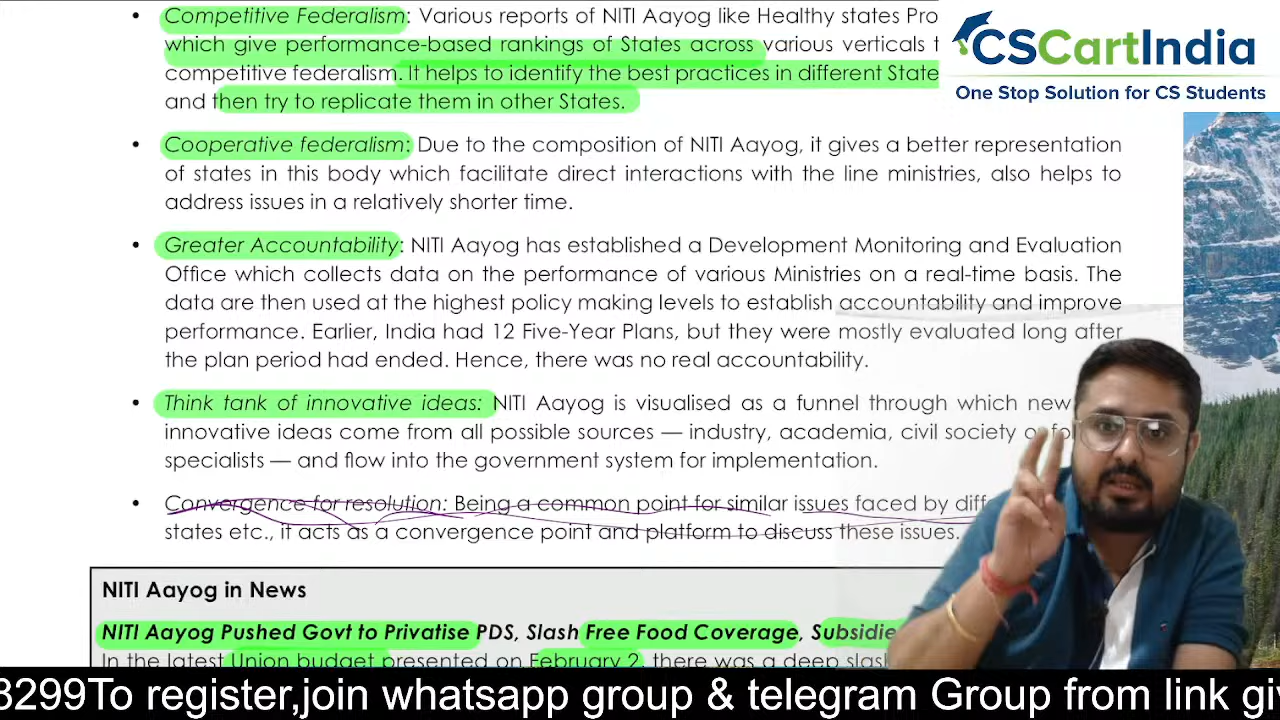 • Competitive Federalism: Various reports of NITI Aayog like Healthy states Pro
which give performance-based rankings of States across various verticals t
competitive federalism. It helps to identify the best practices in different State
and then try to replicate them in other States.
CSCartIndia
One Stop Solution for CS Students
• Cooperative federalism: Due to the composition of NITI Aayog, it gives a better representation
of states in this body which facilitate direct interactions with the line ministries, also helps to
address issues in a relatively shorter time.
• Greater Accountability: NITI Aayog has established a Development Monitoring and Evaluation
Office which collects data on the performance of various Ministries on a real-time basis. The
data are then used at the highest policy making levels to establish accountability and improve
performance. Earlier, India had 12 Five-Year Plans, but they were mostly evaluated long after
the plan period had ended. Hence, there was no real accountability.
• Think tank of innovative ideas: NITI Aayog is visualised as a funnel through which new
innovative ideas come from all possible sources — industry, academia, civil society o fo
specialists — and flow into the government system for implementation.
• Convergence for resolution: Being a common point for similar issues faced by diff
states etc., it acts as a convergence point and platform to discuss these issues.
NITI Aayog in News
NITI Aayog Pushed Govt to Privatise PDS, Slash Free Food Coverage, Subsidie
In the latest Union budget presented on February 2, there was a deep slas
3299To register,join whatsapp group & telegram Group from link gi